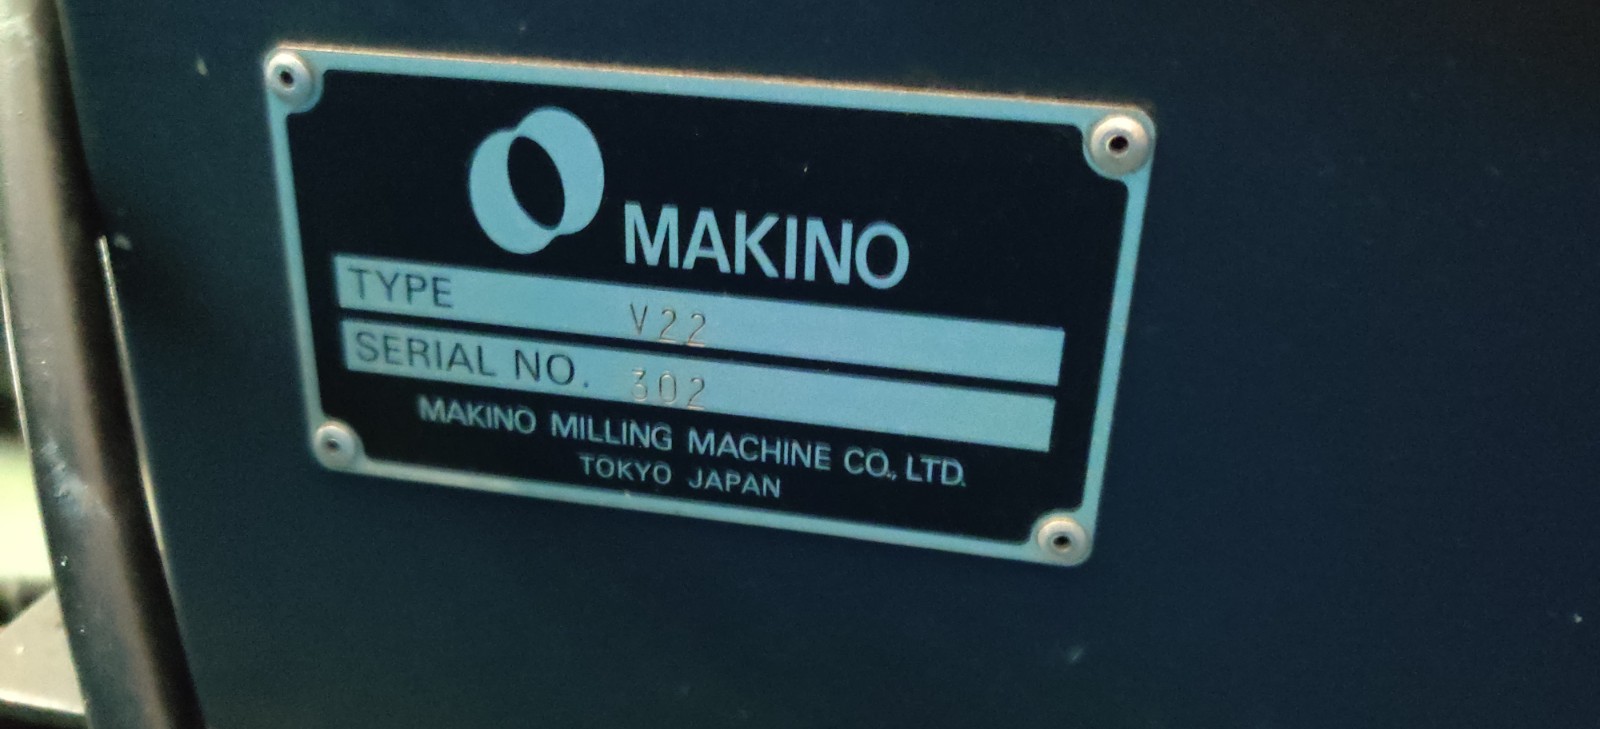 MAKINO
TYPE V22
SERIAL NO. 302
MAKINO MILLING MACHINE CO., LTD.
TOKYO JAPAN